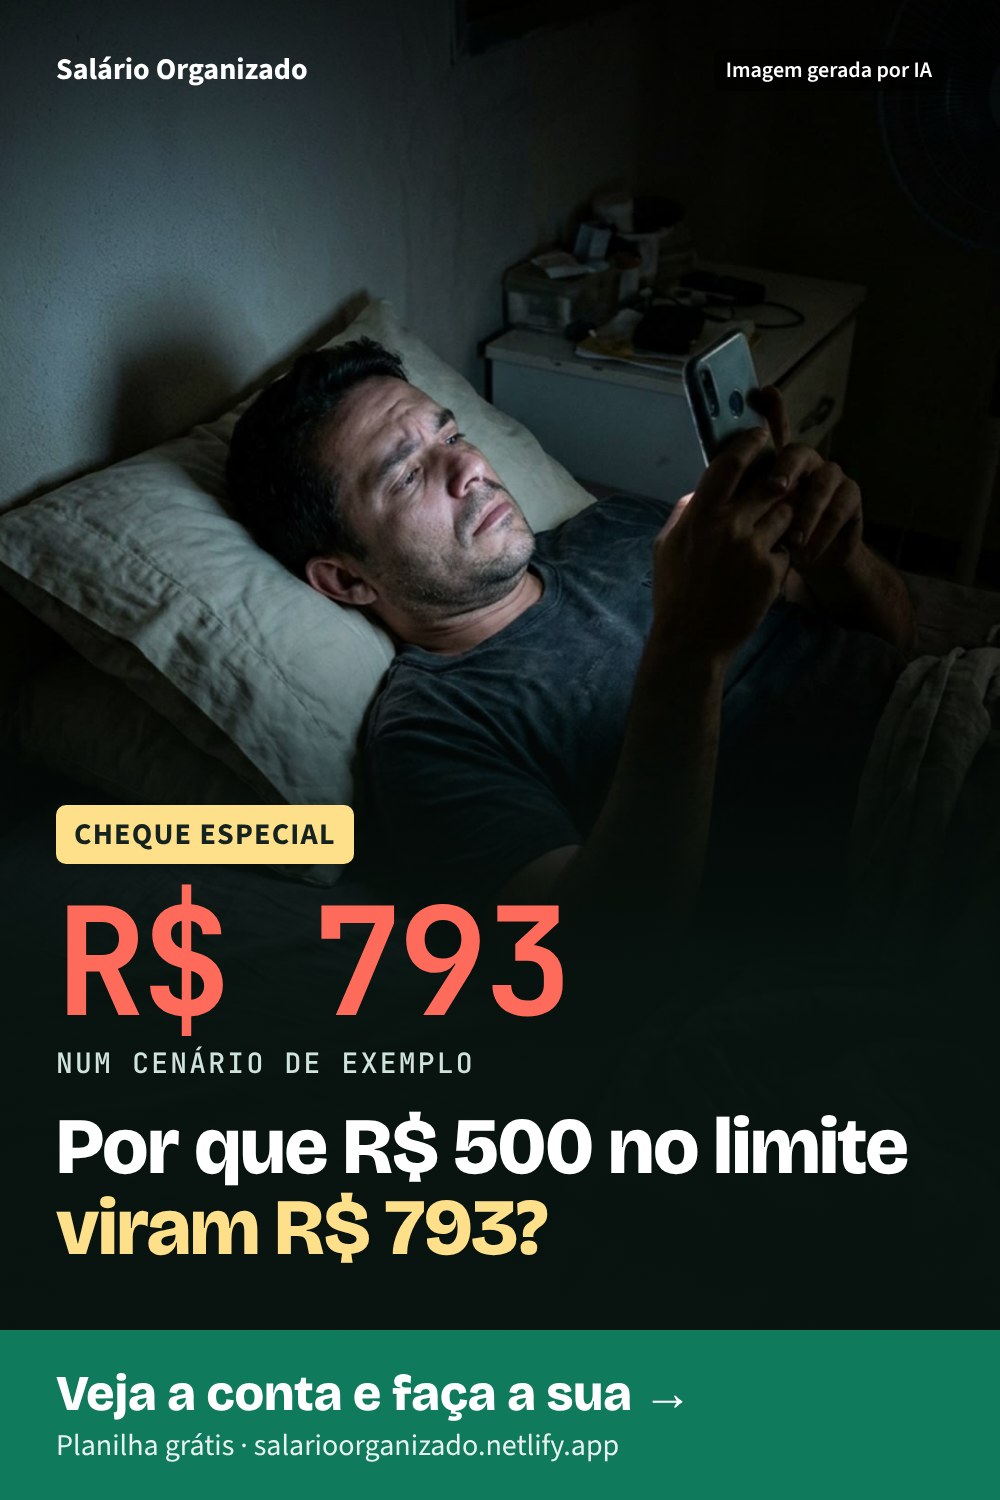 Salário Organizado
Imagem gerada por IA
CHEQUE ESPECIAL
R$ 793
NUM CENÁRIO DE EXEMPLO
Por que R$ 500 no limite
viram R$ 793?
Veja a conta e faça a sua →
Planilha grátis · salarioorganizado.netlify.app